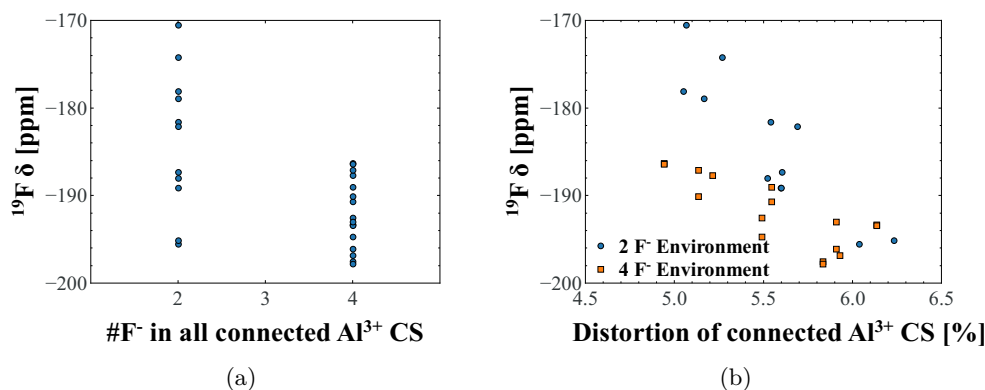 −170
−180
−190
−200
2
3
4
¹⁹F δ [ppm]
#F⁻ in all connected Al³⁺ CS
(a)
−170
−180
−190
−200
4.5
5.0
5.5
6.0
6.5
¹⁹F δ [ppm]
2 F⁻ Environment
4 F⁻ Environment
Distortion of connected Al³⁺ CS [%]
(b)